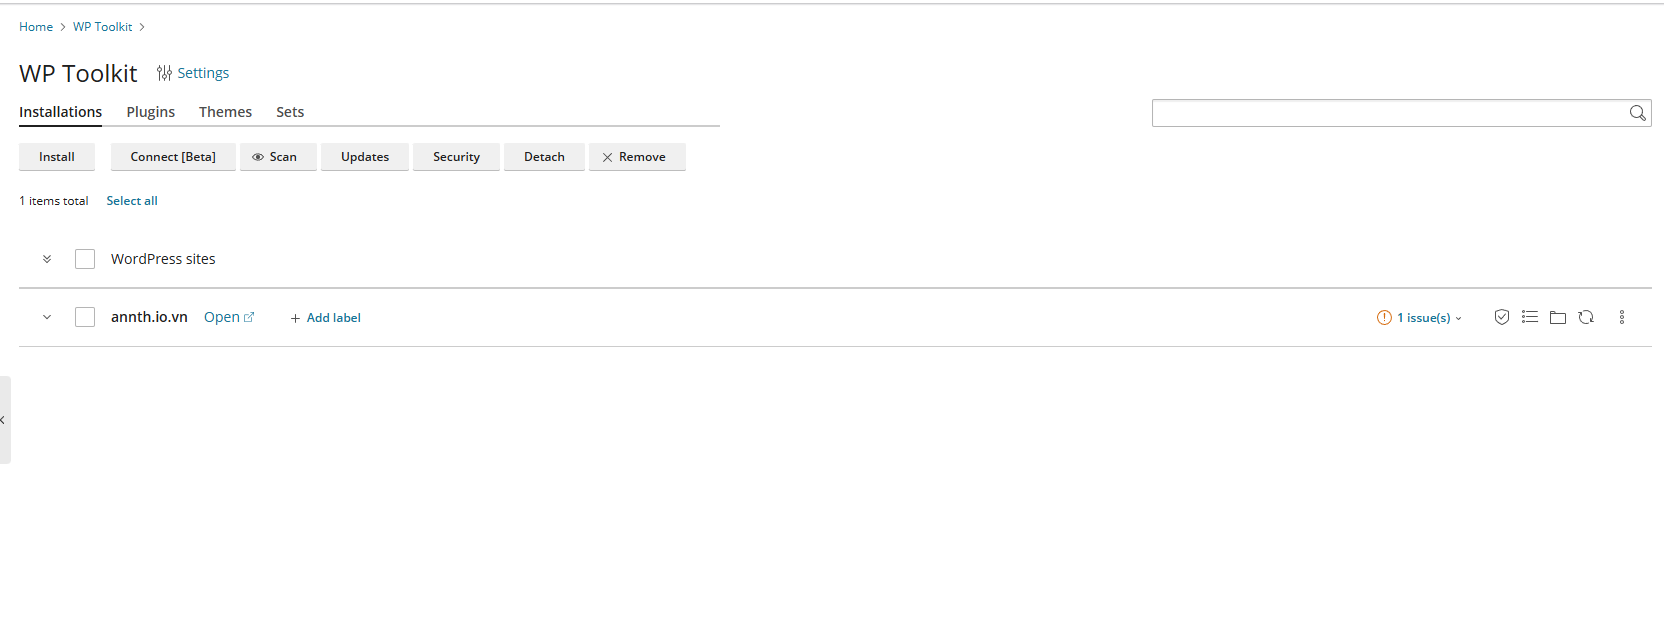 Home > WP Toolkit >
WP Toolkit Settings
Installations Plugins Themes Sets
Install Connect [Beta] Scan Updates Security Detach Remove
1 items total Select all
WordPress sites
annth.io.vn Open + Add label 1 issue(s)